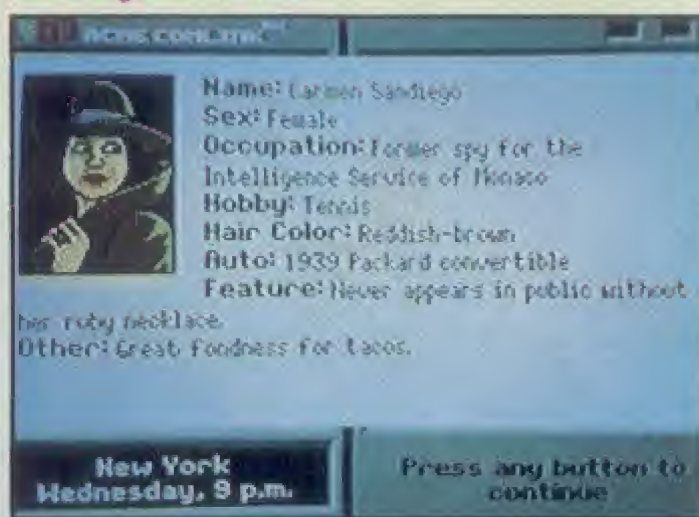 ACME COMLINK
Name: Carmen Sandiego
Sex: Female
Occupation: Former spy for the
Intelligence Service of Monaco
Hobby: Tennis
Hair Color: Reddish-brown
Auto: 1939 Packard convertible
Feature: Never appears in public without
her ruby necklace.
Other: Great fondness for tacos.
New York
Wednesday, 9 p.m.
Press any button to
continue